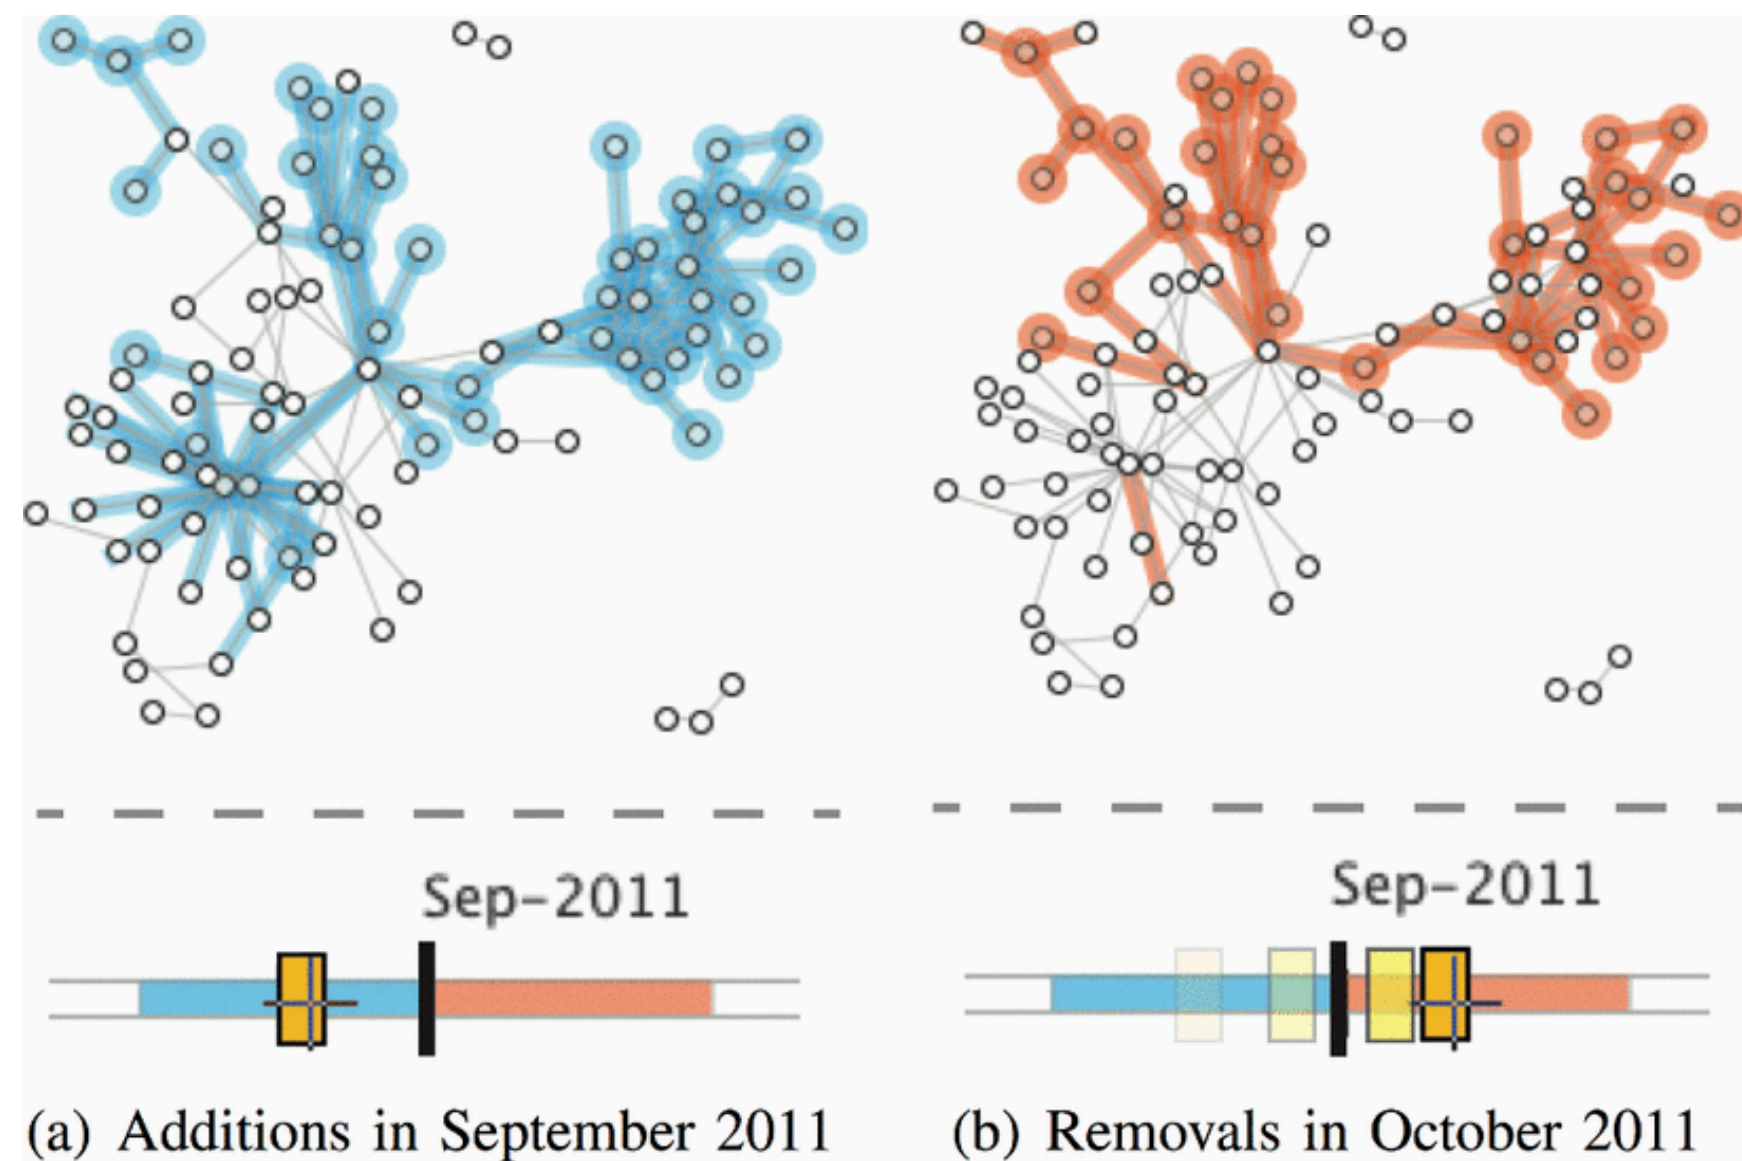 Sep-2011
Sep-2011
(a) Additions in September 2011
(b) Removals in October 2011